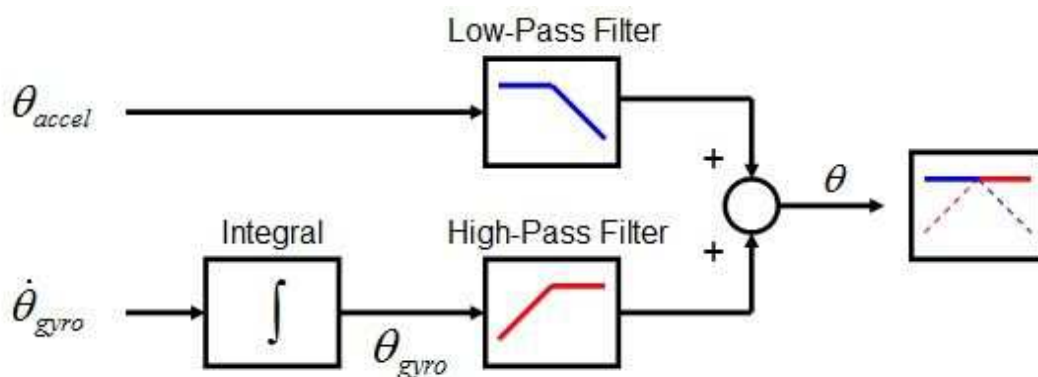 Low-Pass Filter
θaccel
+
θ
Integral
High-Pass Filter
+
θ̇gyro
∫
θgyro